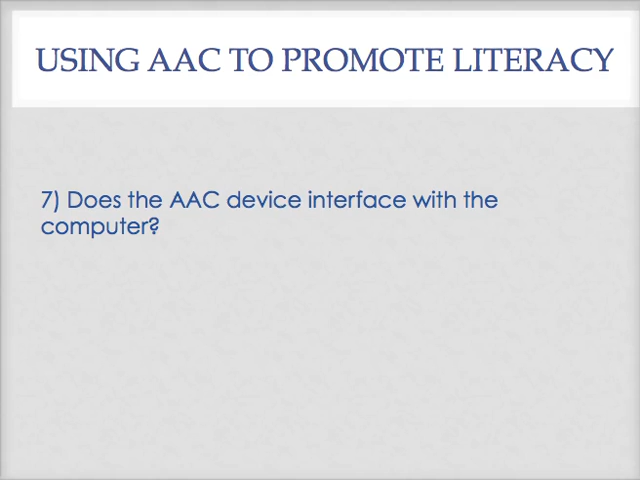 USING AAC TO PROMOTE LITERACY
7) Does the AAC device interface with the
computer?